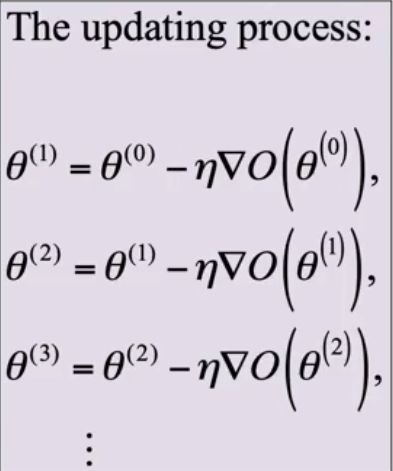 The updating process:
θ⁽¹⁾ = θ⁽⁰⁾ − η∇O(θ⁽⁰⁾),
θ⁽²⁾ = θ⁽¹⁾ − η∇O(θ⁽¹⁾),
θ⁽³⁾ = θ⁽²⁾ − η∇O(θ⁽²⁾),
⋮